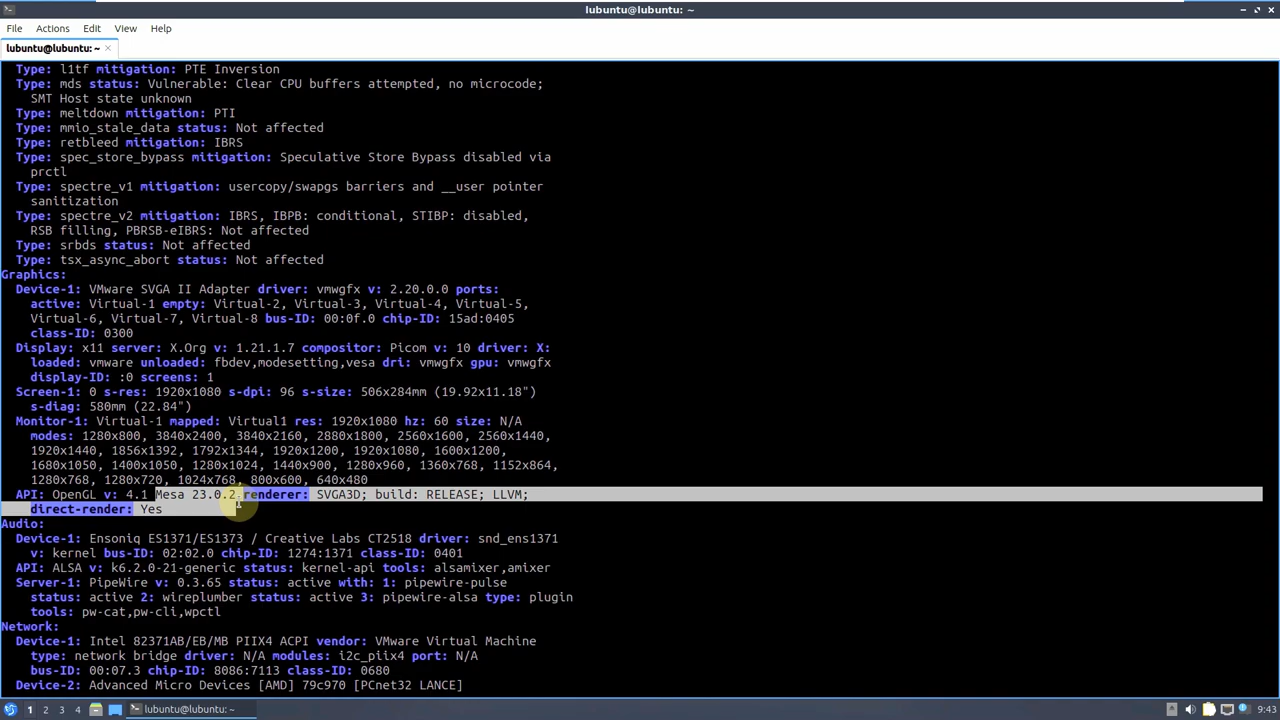 lubuntu@lubuntu: ~
File Actions Edit View Help
lubuntu@lubuntu: ~
Type: l1tf mitigation: PTE Inversion
Type: mds status: Vulnerable: Clear CPU buffers attempted, no microcode;
SMT Host state unknown
Type: meltdown mitigation: PTI
Type: mmio_stale_data status: Not affected
Type: retbleed mitigation: IBRS
Type: spec_store_bypass mitigation: Speculative Store Bypass disabled via
prctl
Type: spectre_v1 mitigation: usercopy/swapgs barriers and __user pointer
sanitization
Type: spectre_v2 mitigation: IBRS, IBPB: conditional, STIBP: disabled,
RSB filling, PBRSB-eIBRS: Not affected
Type: srbds status: Not affected
Type: tsx_async_abort status: Not affected
Graphics:
Device-1: VMware SVGA II Adapter driver: vmwgfx v: 2.20.0.0 ports:
active: Virtual-1 empty: Virtual-2, Virtual-3, Virtual-4, Virtual-5,
Virtual-6, Virtual-7, Virtual-8 bus-ID: 00:0f.0 chip-ID: 15ad:0405
class-ID: 0300
Display: x11 server: X.Org v: 1.21.1.7 compositor: Picom v: 10 driver: X:
loaded: vmware unloaded: fbdev,modesetting,vesa dri: vmwgfx gpu: vmwgfx
display-ID: :0 screens: 1
Screen-1: 0 s-res: 1920x1080 s-dpi: 96 s-size: 506x284mm (19.92x11.18")
s-diag: 580mm (22.84")
Monitor-1: Virtual-1 mapped: Virtual1 res: 1920x1080 hz: 60 size: N/A
modes: 1280x800, 3840x2400, 3840x2160, 2880x1800, 2560x1600, 2560x1440,
1920x1440, 1856x1392, 1792x1344, 1920x1200, 1920x1080, 1600x1200,
1680x1050, 1400x1050, 1280x1024, 1440x900, 1280x960, 1360x768, 1152x864,
1280x768, 1280x720, 1024x768, 800x600, 640x480
API: OpenGL v: 4.1 Mesa 23.0.2 renderer: SVGA3D; build: RELEASE; LLVM;
direct-render: Yes
Audio:
Device-1: Ensoniq ES1371/ES1373 / Creative Labs CT2518 driver: snd_ens1371
v: kernel bus-ID: 02:02.0 chip-ID: 1274:1371 class-ID: 0401
API: ALSA v: k6.2.0-21-generic status: kernel-api tools: alsamixer,amixer
Server-1: PipeWire v: 0.3.65 status: active with: 1: pipewire-pulse
status: active 2: wireplumber status: active 3: pipewire-alsa type: plugin
tools: pw-cat,pw-cli,wpctl
Network:
Device-1: Intel 82371AB/EB/MB PIIX4 ACPI vendor: VMware Virtual Machine
type: network bridge driver: N/A modules: i2c_piix4 port: N/A
bus-ID: 00:07.3 chip-ID: 8086:7113 class-ID: 0680
Device-2: Advanced Micro Devices [AMD] 79c970 [PCnet32 LANCE]
1 2 3 4 lubuntu@lubuntu: ~ 9:43